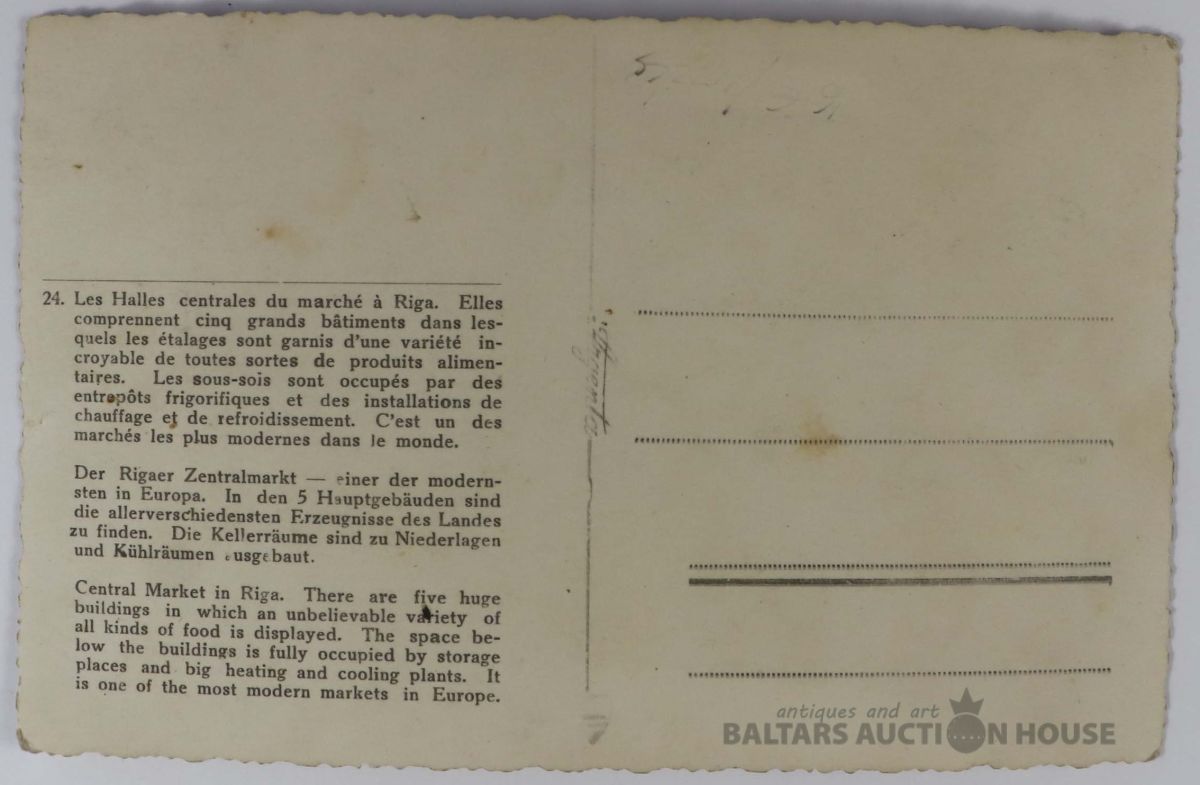 24. Les Halles centrales du marché à Riga. Elles
comprennent cinq grands bâtiments dans les-
quels les étalages sont garnis d'une variété in-
croyable de toutes sortes de produits alimen-
taires. Les sous-sois sont occupés par des
entrepôts frigorifiques et des installations de
chauffage et de refroidissement. C'est un des
marchés les plus modernes dans le monde.
Der Rigaer Zentralmarkt — einer der modern-
sten in Europa. In den 5 Hauptgebäuden sind
die allerverschiedensten Erzeugnisse des Landes
zu finden. Die Kellerräume sind zu Niederlagen
und Kühlräumen ausgebaut.
Central Market in Riga. There are five huge
buildings in which an unbelievable variety of
all kinds of food is displayed. The space be-
low the buildings is fully occupied by storage
places and big heating and cooling plants. It
is one of the most modern markets in Europe.
antiques and art
BALTARS AUCTION HOUSE